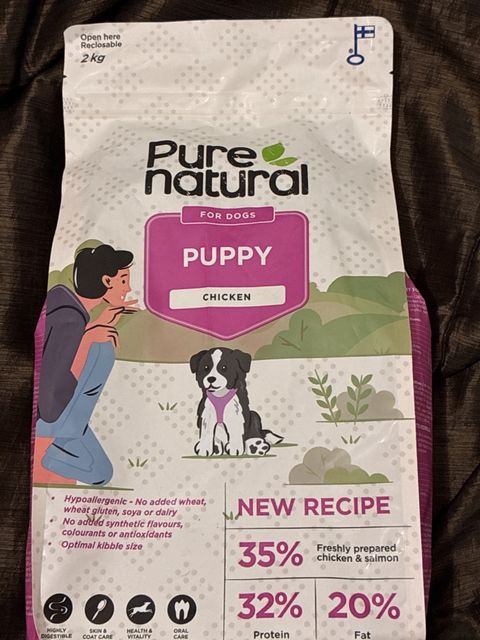 Open here
Reclosable
2 kg
Pure
natural
FOR DOGS
PUPPY
CHICKEN
• Hypoallergenic - No added wheat,
wheat gluten, soya or dairy
• No added synthetic flavours,
colourants or antioxidants
• Optimal kibble size
NEW RECIPE
35% Freshly prepared
chicken & salmon
32% Protein
20% Fat
HIGHLY
DIGESTIBLE
SKIN &
COAT CARE
HEALTH &
VITALITY
ORAL
CARE